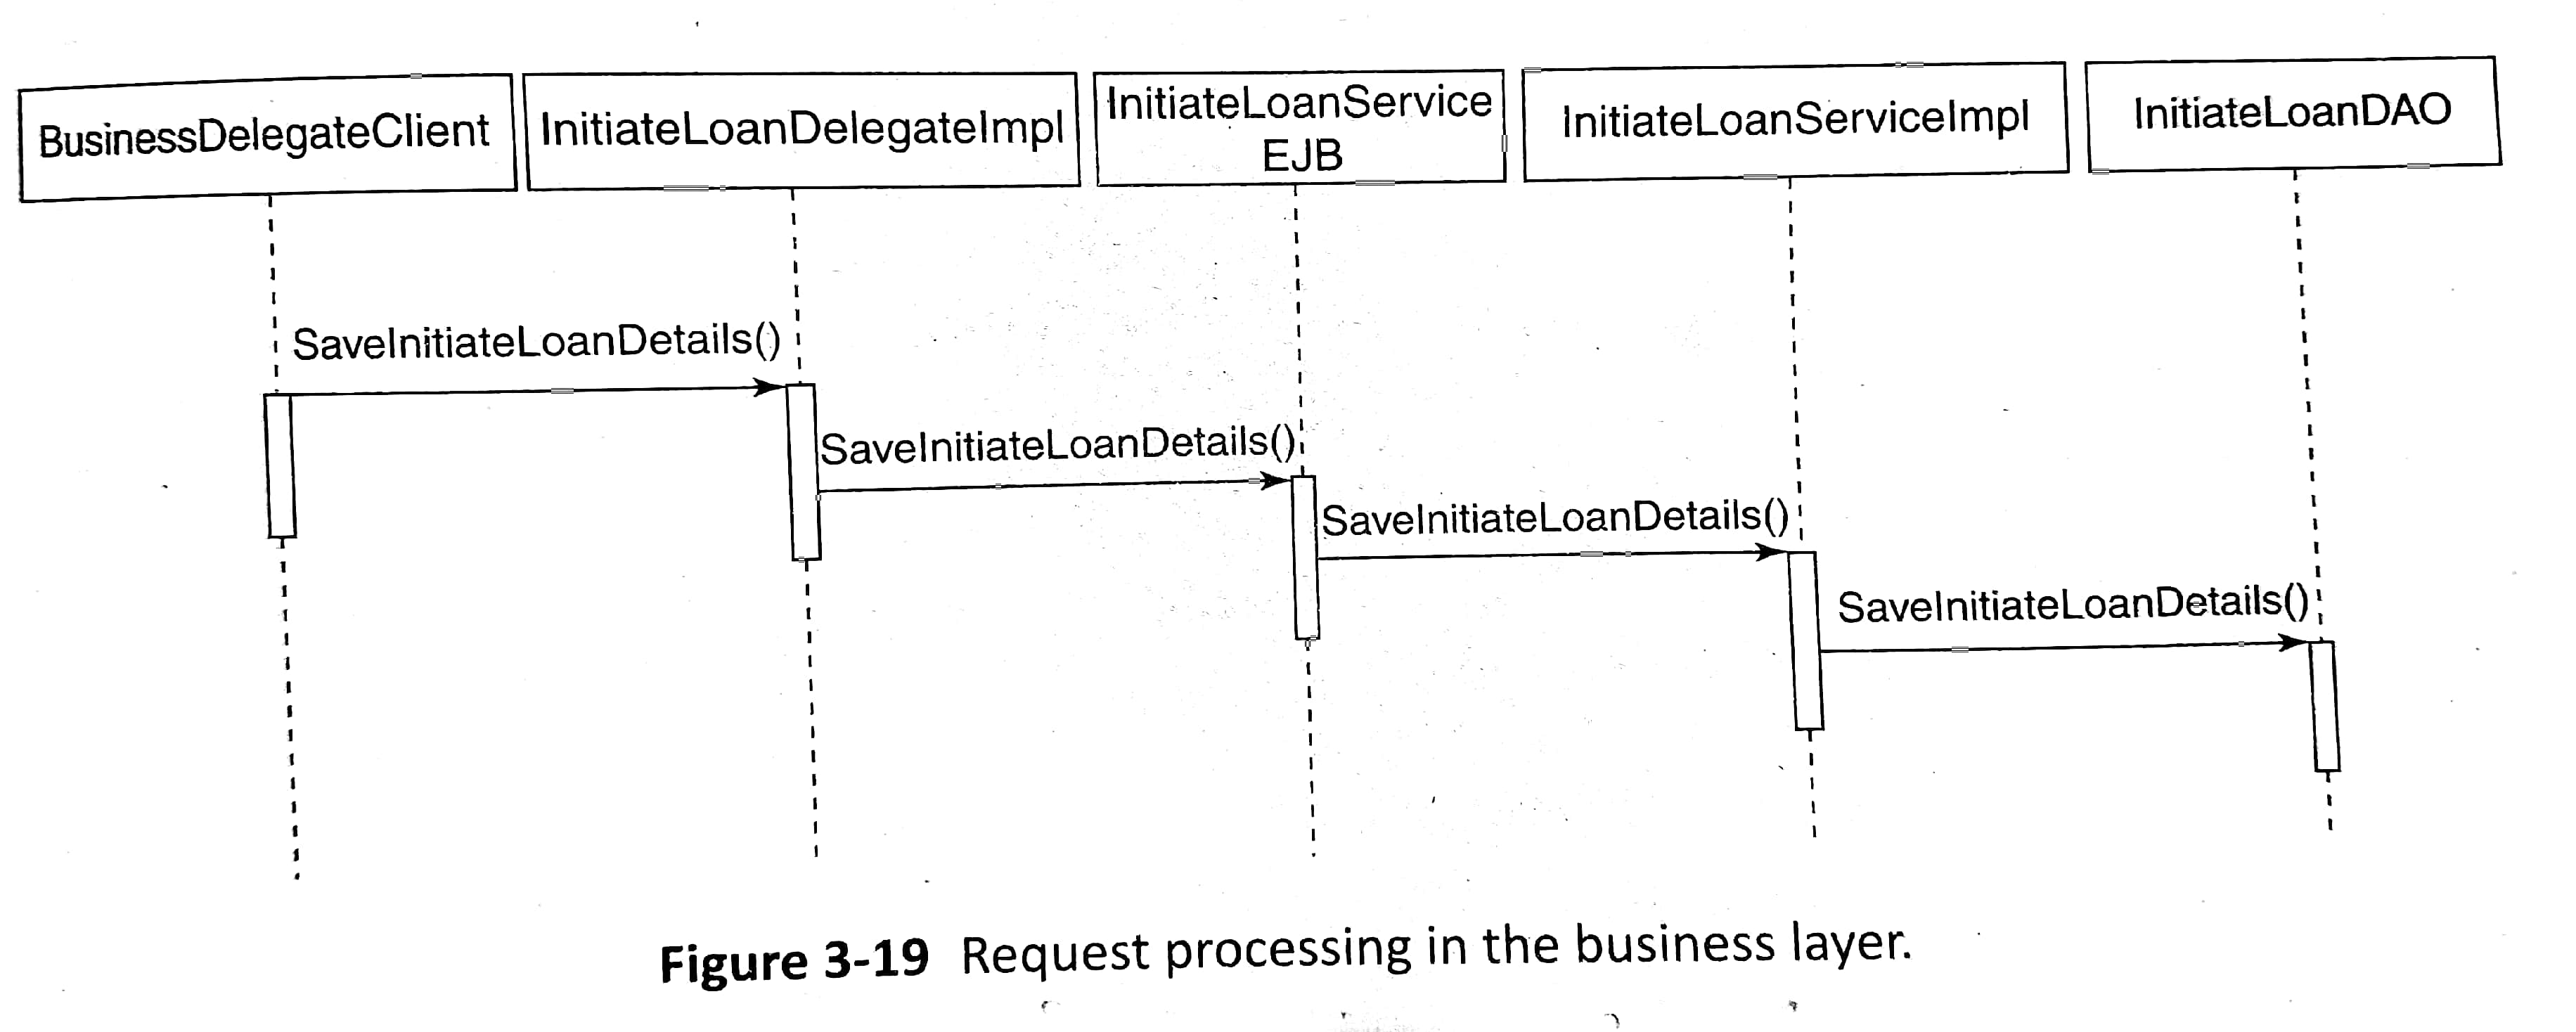 BusinessDelegateClient
InitiateLoanDelegateImpl
InitiateLoanService
EJB
InitiateLoanServiceImpl
InitiateLoanDAO
SaveInitiateLoanDetails()
SaveInitiateLoanDetails()
SaveInitiateLoanDetails()
SaveInitiateLoanDetails()
Figure 3-19 Request processing in the business layer.